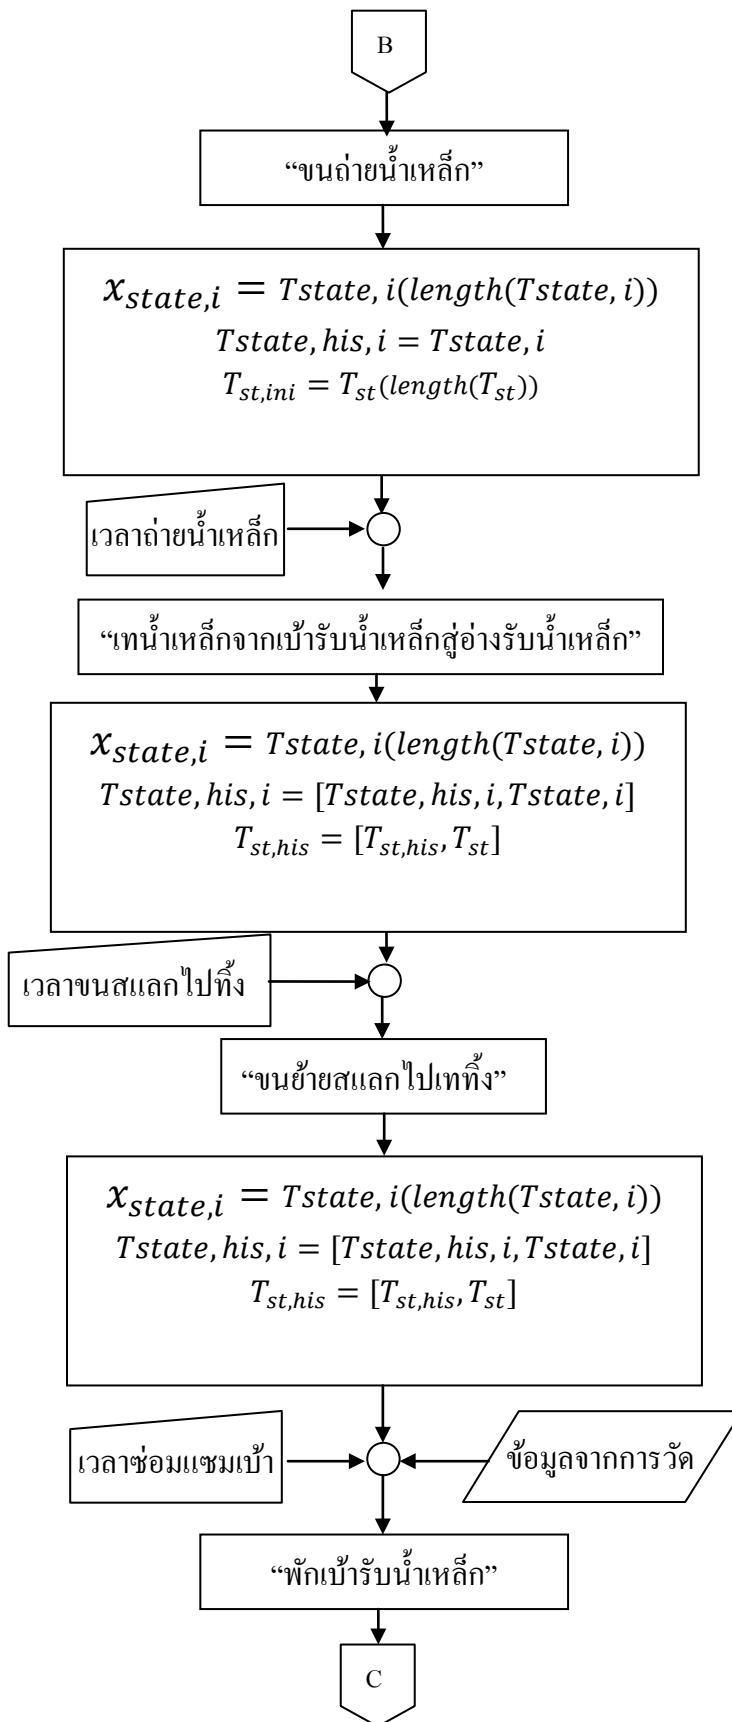 B
“ขนถ่ายน้ำเหล็ก”
x_{state,i} = Tstate, i(length(Tstate, i))
Tstate, his, i = Tstate, i
T_{st,ini} = T_{st}(length(T_{st}))
เวลาถ่ายน้ำเหล็ก
“เทน้ำเหล็กจากเบ้ารับน้ำเหล็กสู่อ่างรับน้ำเหล็ก”
x_{state,i} = Tstate, i(length(Tstate, i))
Tstate, his, i = [Tstate, his, i, Tstate, i]
T_{st,his} = [T_{st,his}, T_{st}]
เวลาขนสแลกไปทิ้ง
“ขนย้ายสแลกไปเททิ้ง”
x_{state,i} = Tstate, i(length(Tstate, i))
Tstate, his, i = [Tstate, his, i, Tstate, i]
T_{st,his} = [T_{st,his}, T_{st}]
เวลาซ่อมแซมเบ้า
ข้อมูลจากการวัด
“พักเบ้ารับน้ำเหล็ก”
C